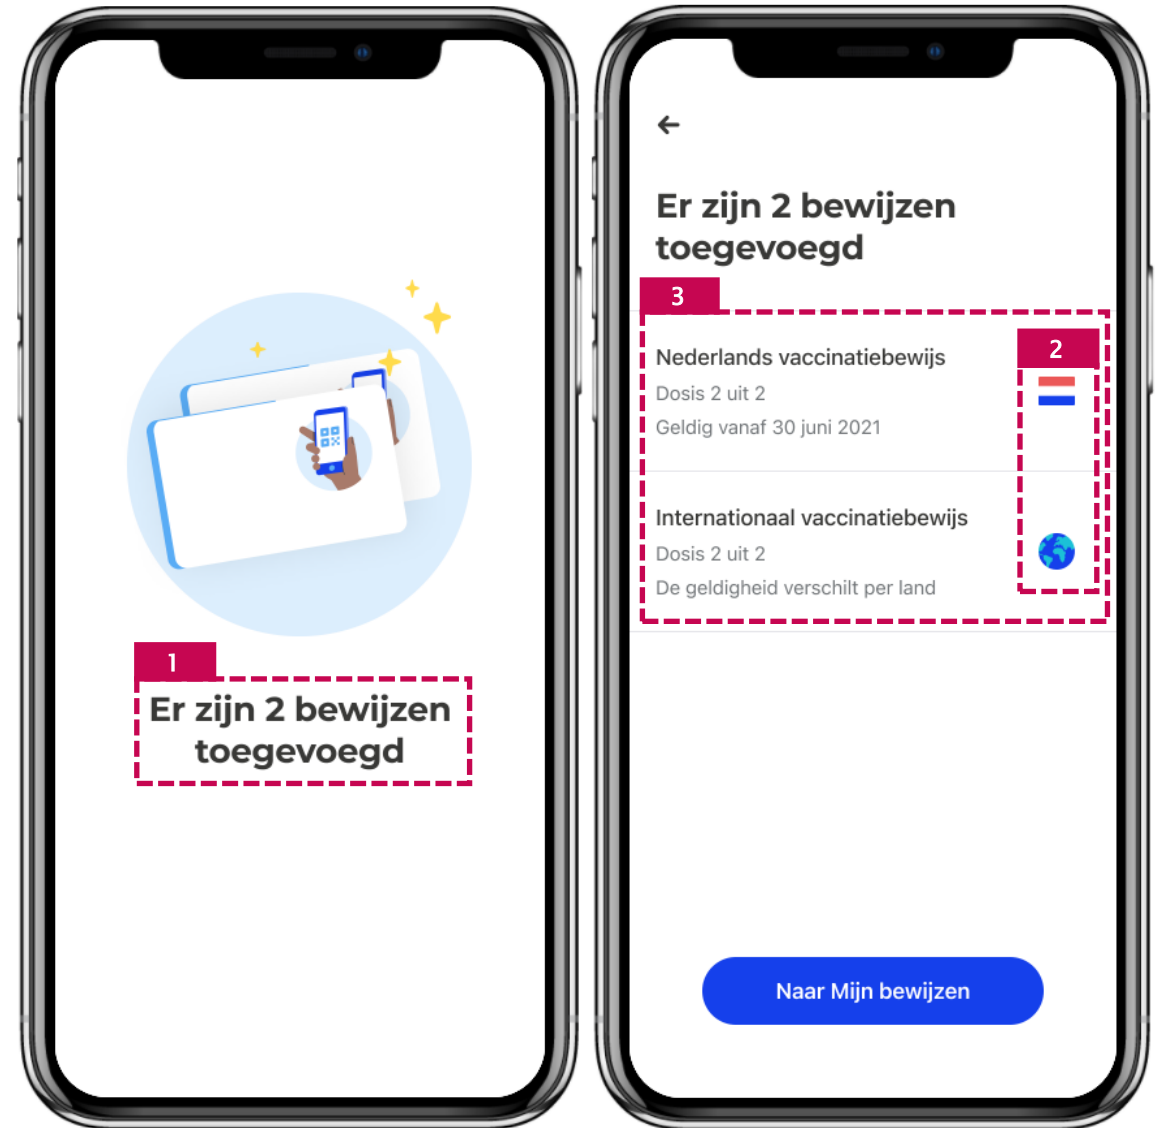 1
Er zijn 2 bewijzen
toegevoegd
Er zijn 2 bewijzen
toegevoegd
3
2
Nederlands vaccinatiebewijs
Dosis 2 uit 2
Geldig vanaf 30 juni 2021
Internationaal vaccinatiebewijs
Dosis 2 uit 2
De geldigheid verschilt per land
Naar Mijn bewijzen